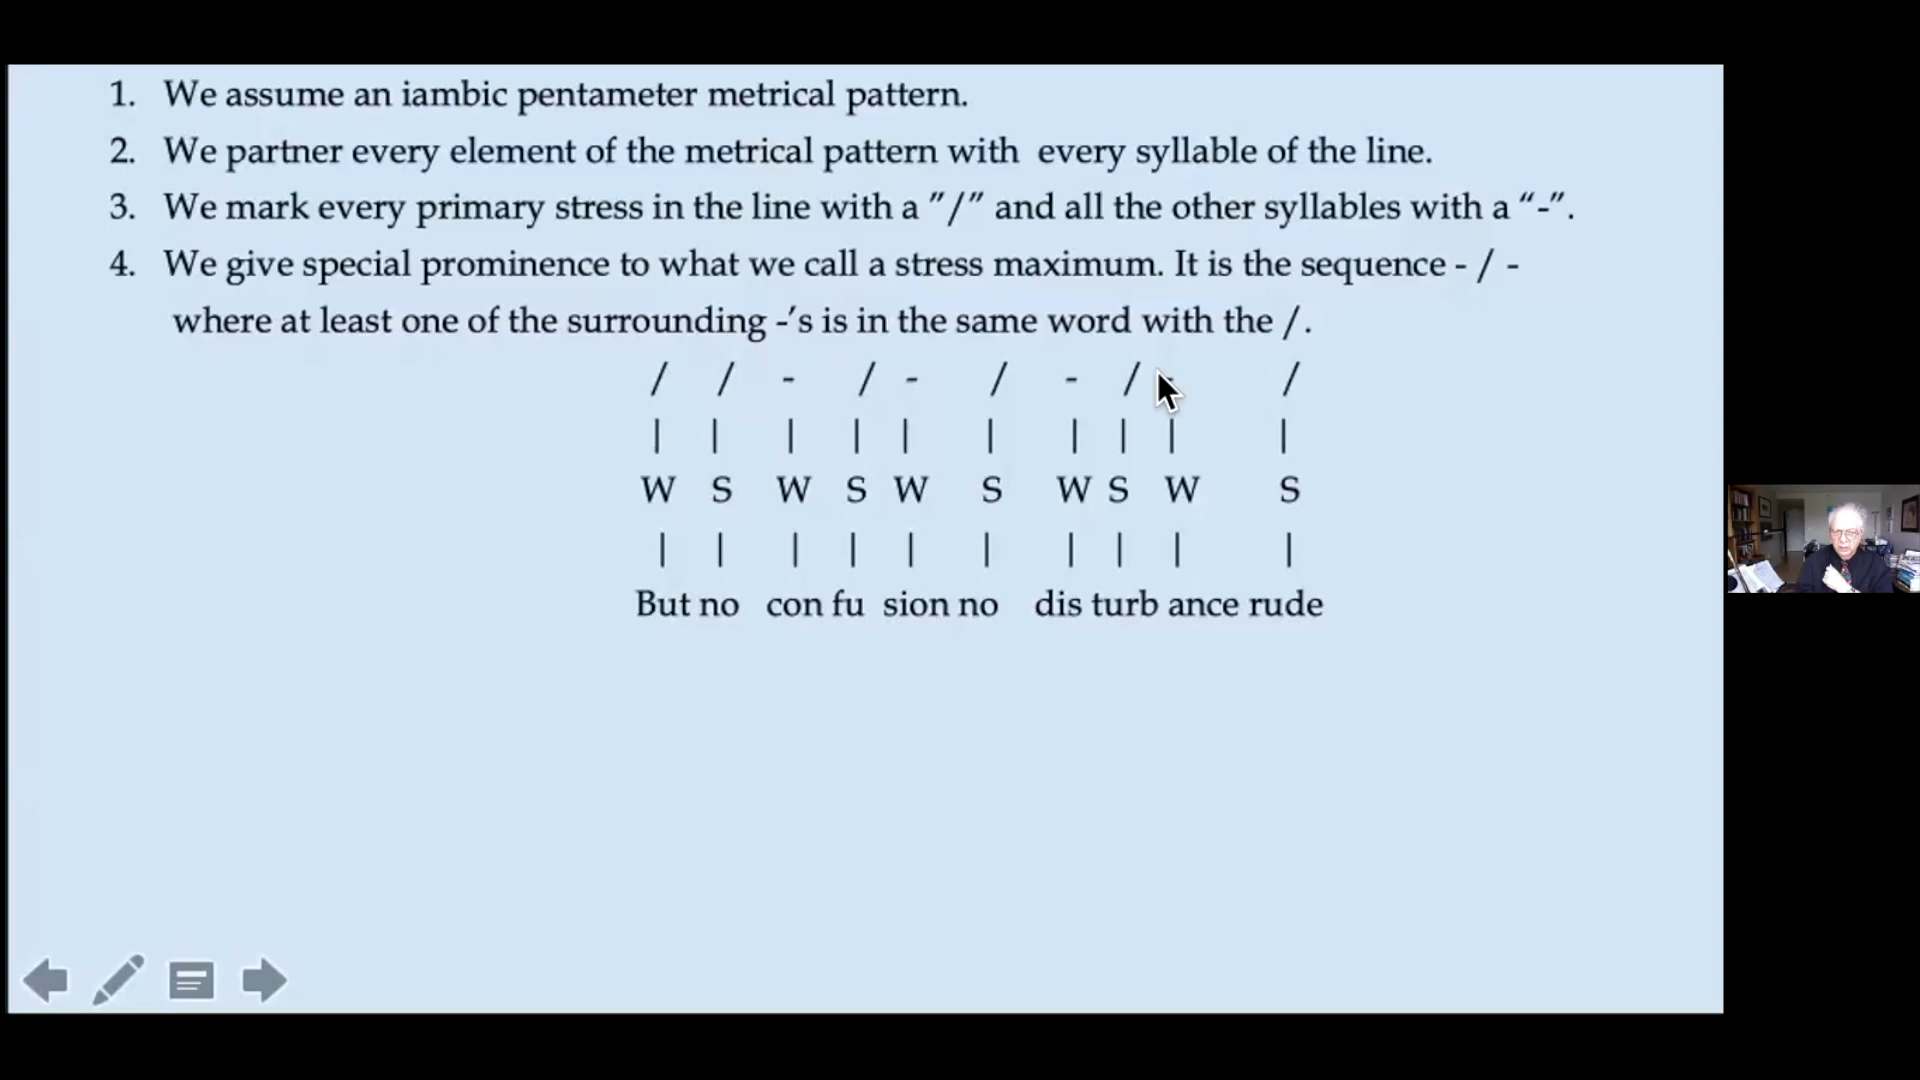 1. We assume an iambic pentameter metrical pattern.
2. We partner every element of the metrical pattern with every syllable of the line.
3. We mark every primary stress in the line with a "/" and all the other syllables with a “-”.
4. We give special prominence to what we call a stress maximum. It is the sequence - / -
where at least one of the surrounding -’s is in the same word with the /.
/ / - / - / - / - /
| | | | | | | | | |
W S W S W S W S W S
| | | | | | | | | |
But no con fu sion no dis turb ance rude